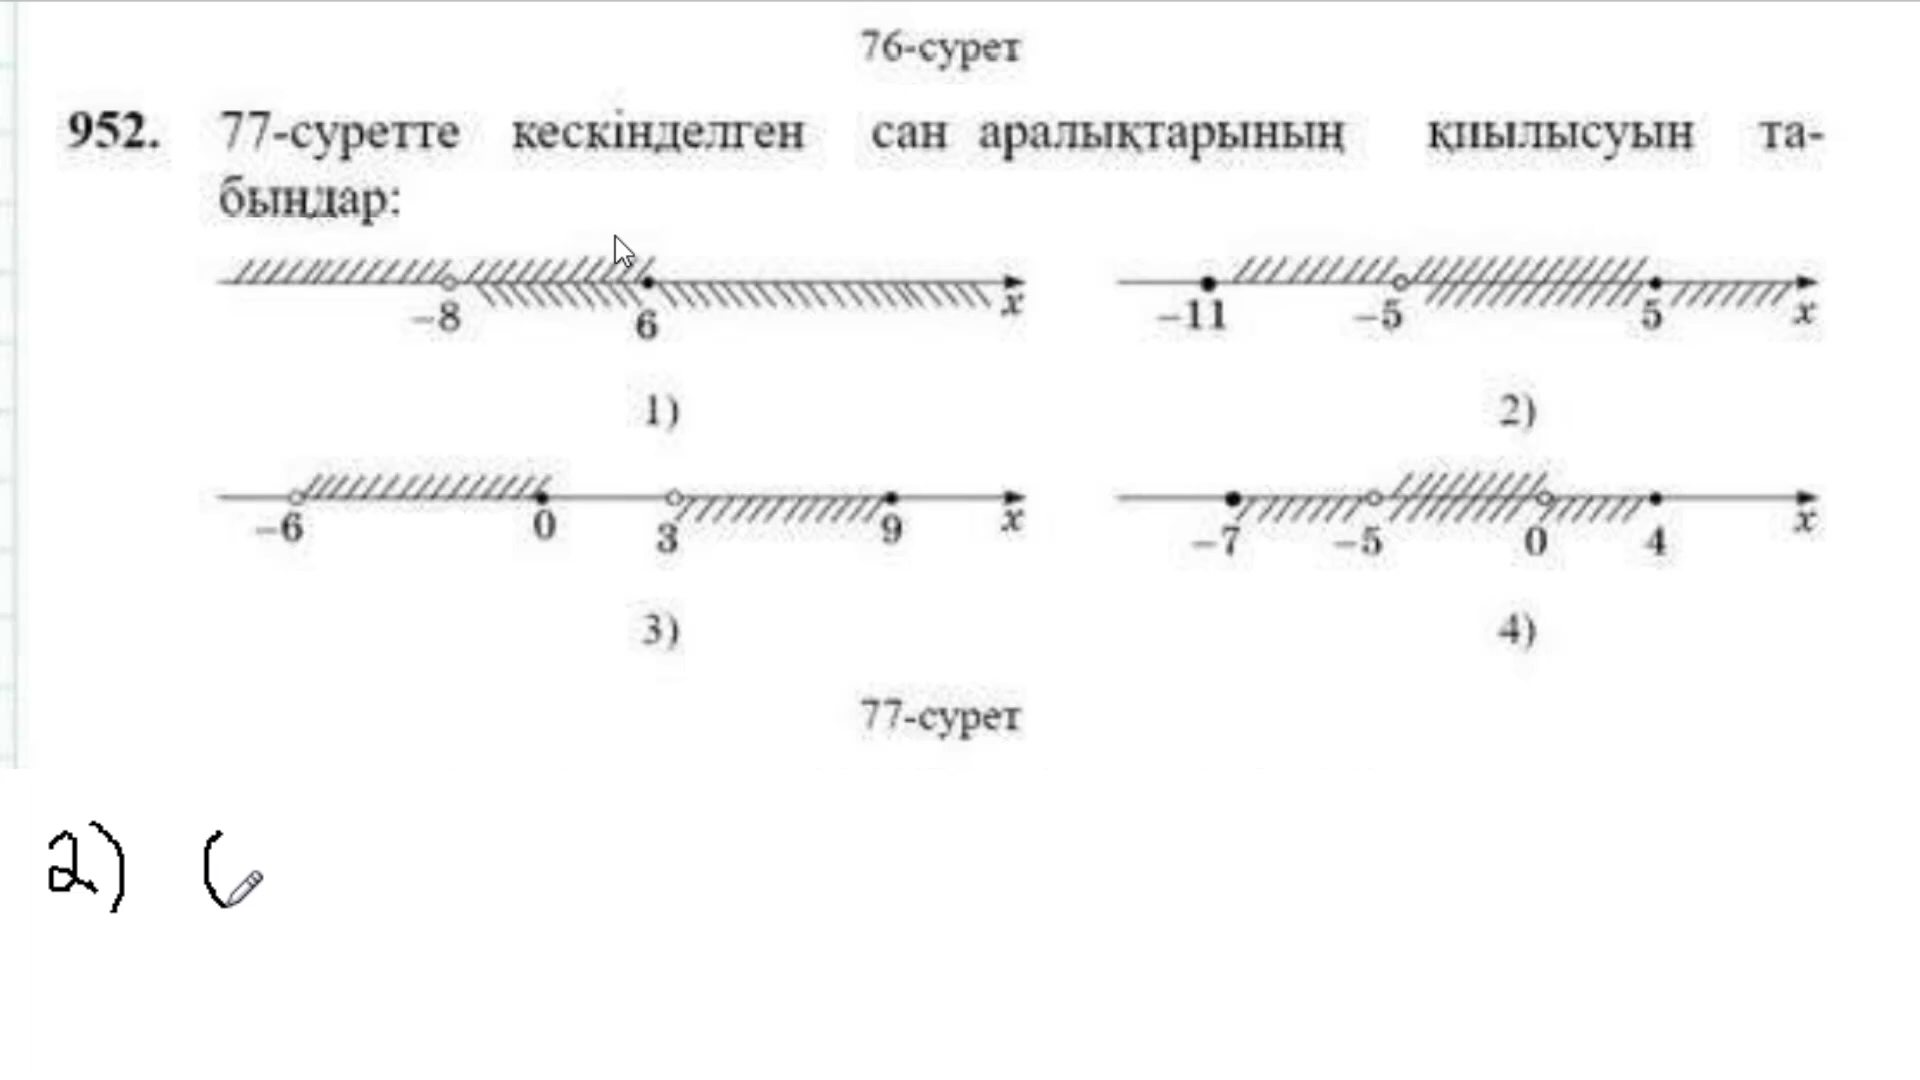 76-сурет
952. 77-суретте кескінделген сан аралықтарының қиылысуын та-
быңдар:
−8 6 x
−11 −5 5 x
1) 2)
−6 0 3 9 x
−7 −5 0 4 x
3) 4)
77-сурет
2) (